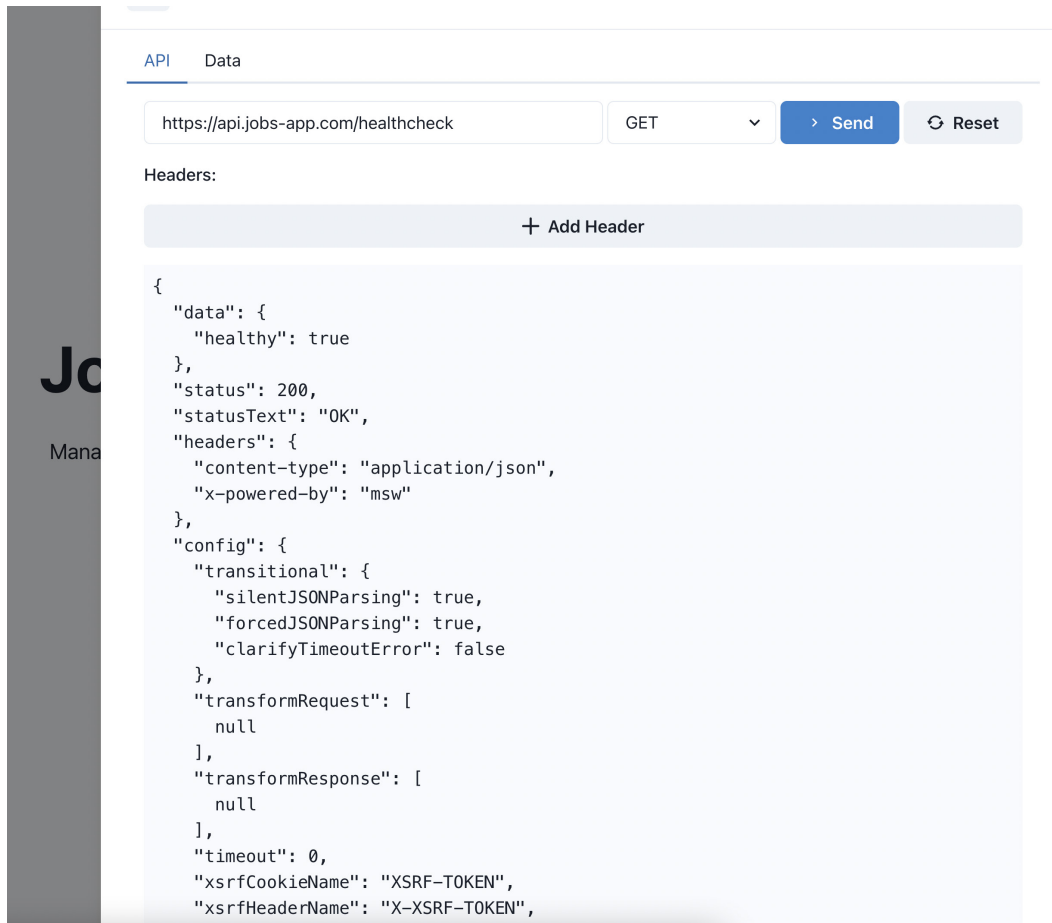 API Data
https://api.jobs-app.com/healthcheck GET Send Reset
Headers:
Add Header
{
  "data": {
    "healthy": true
  },
  "status": 200,
  "statusText": "OK",
  "headers": {
    "content-type": "application/json",
    "x-powered-by": "msw"
  },
  "config": {
    "transitional": {
      "silentJSONParsing": true,
      "forcedJSONParsing": true,
      "clarifyTimeoutError": false
    },
    "transformRequest": [
      null
    ],
    "transformResponse": [
      null
    ],
    "timeout": 0,
    "xsrfCookieName": "XSRF-TOKEN",
    "xsrfHeaderName": "X-XSRF-TOKEN",
Jo
Mana